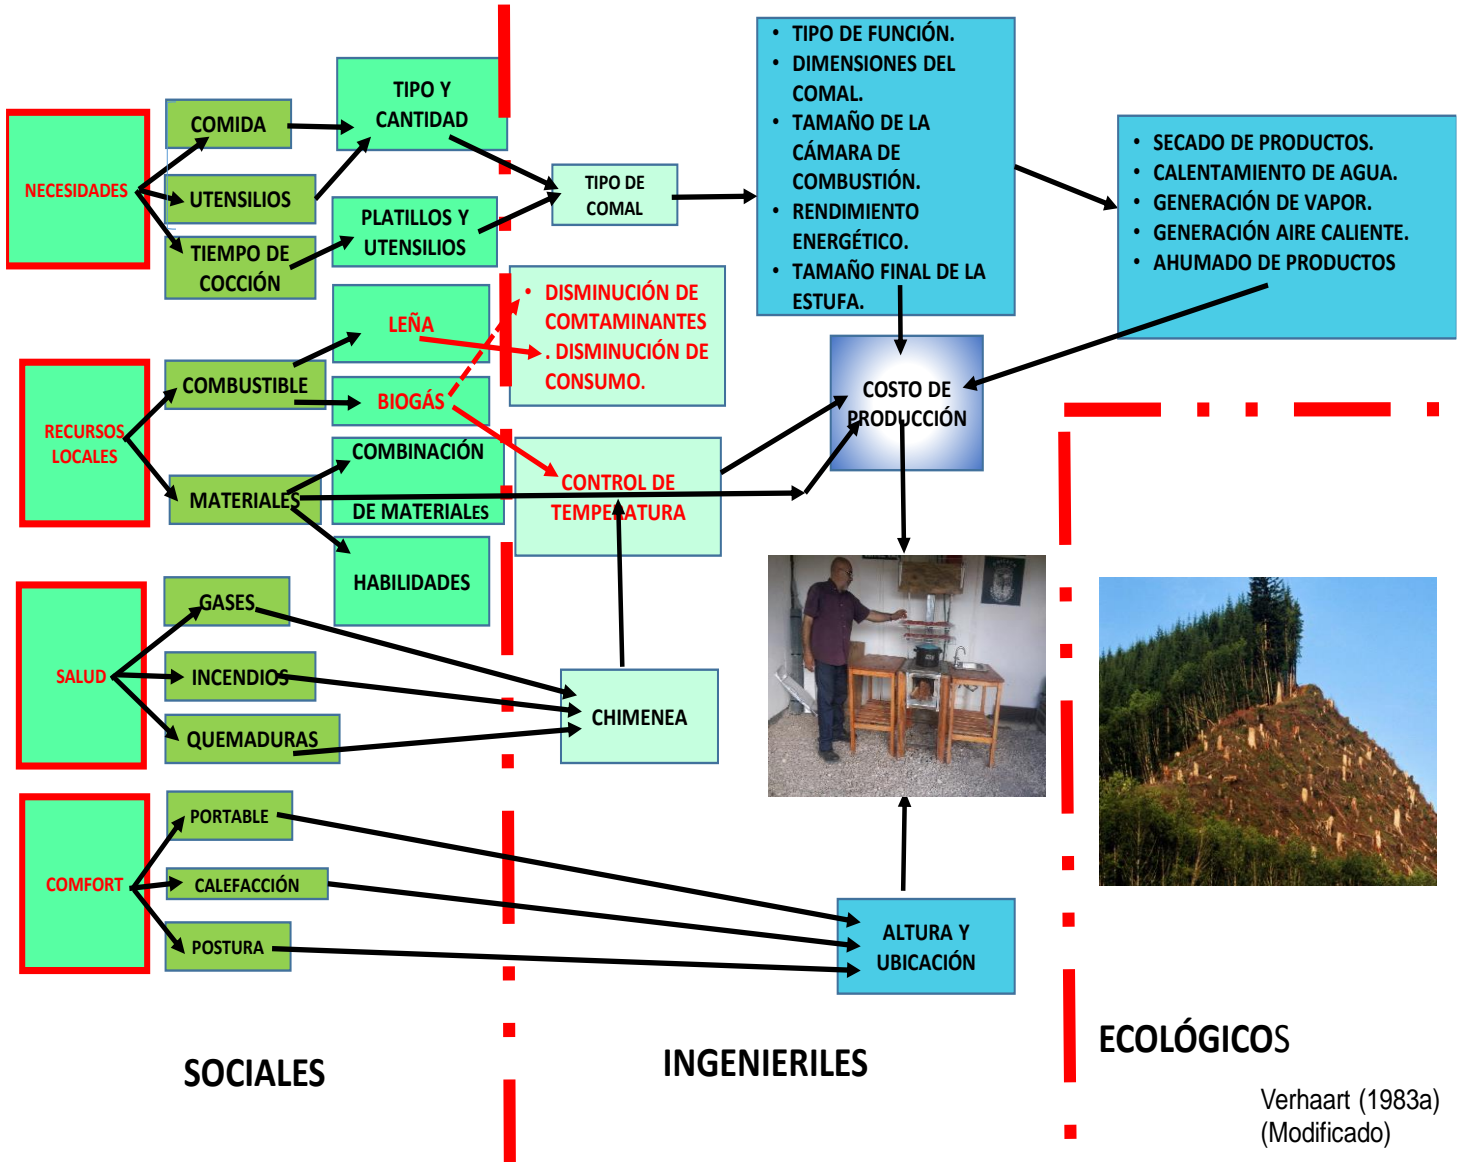 NECESIDADES
COMIDA
UTENSILIOS
TIEMPO DE
COCCIÓN
TIPO Y
CANTIDAD
PLATILLOS Y
UTENSILIOS
TIPO DE
COMAL
• TIPO DE FUNCIÓN.
• DIMENSIONES DEL
COMAL.
• TAMAÑO DE LA
CÁMARA DE
COMBUSTIÓN.
• RENDIMIENTO
ENERGÉTICO.
• TAMAÑO FINAL DE LA
ESTUFA.
• SECADO DE PRODUCTOS.
• CALENTAMIENTO DE AGUA.
• GENERACIÓN DE VAPOR.
• GENERACIÓN AIRE CALIENTE.
• AHUMADO DE PRODUCTOS
RECURSOS
LOCALES
COMBUSTIBLE
MATERIALES
LEÑA
BIOGÁS
COMBINACIÓN
DE MATERIALES
HABILIDADES
• DISMINUCIÓN DE
COMTAMINANTES
. DISMINUCIÓN DE
CONSUMO.
CONTROL DE
TEMPERATURA
COSTO DE
PRODUCCIÓN
SALUD
GASES
INCENDIOS
QUEMADURAS
CHIMENEA
COMFORT
PORTABLE
CALEFACCIÓN
POSTURA
ALTURA Y
UBICACIÓN
SOCIALES
INGENIERILES
ECOLÓGICOS
Verhaart (1983a)
(Modificado)